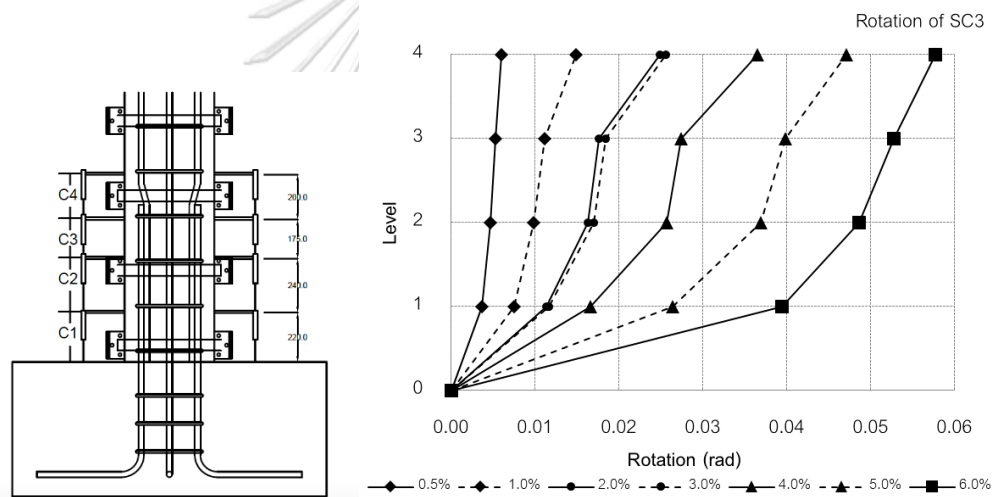 Rotation of SC3
C4
C3
C2
C1
200.0
175.0
240.0
220.0
Level
4
3
2
1
0
0.00 0.01 0.02 0.03 0.04 0.05 0.06
Rotation (rad)
0.5% 1.0% 2.0% 3.0% 4.0% 5.0% 6.0%